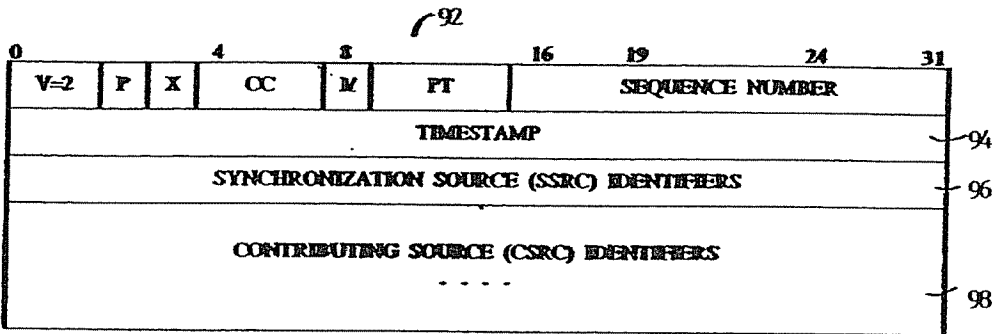 92
0 4 8 16 19 24 31
V=2 P X CC M PT SEQUENCE NUMBER
TIMESTAMP 94
SYNCHRONIZATION SOURCE (SSRC) IDENTIFIERS 96
CONTRIBUTING SOURCE (CSRC) IDENTIFIERS
. . . .
98